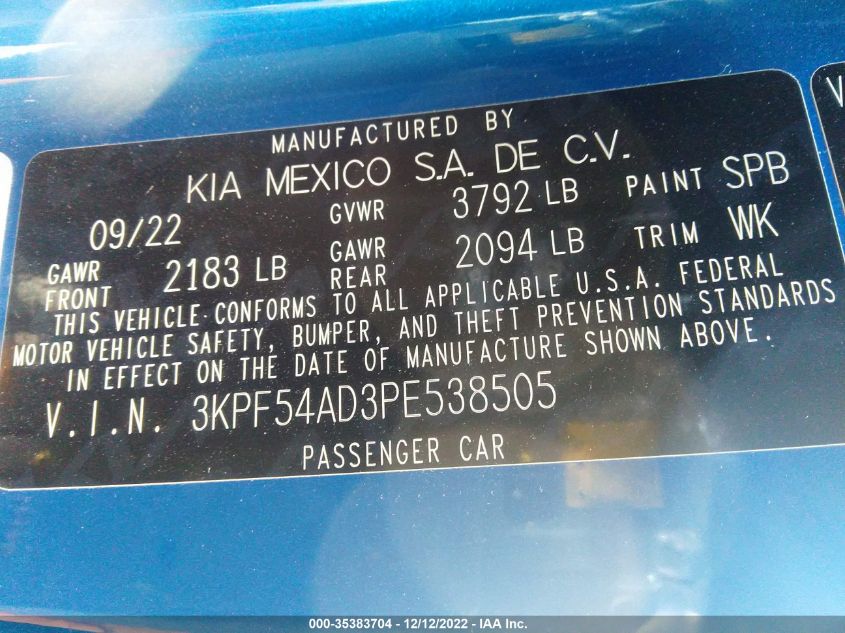 MANUFACTURED BY
KIA MEXICO S.A. DE C.V.
09/22 GVWR 3792 LB PAINT SPB
GAWR FRONT 2183 LB GAWR REAR 2094 LB TRIM WK
THIS VEHICLE CONFORMS TO ALL APPLICABLE U.S.A. FEDERAL
MOTOR VEHICLE SAFETY, BUMPER, AND THEFT PREVENTION STANDARDS
IN EFFECT ON THE DATE OF MANUFACTURE SHOWN ABOVE.
V.I.N. 3KPF54AD3PE538505
PASSENGER CAR
V
000-35383704 - 12/12/2022 - IAA Inc.